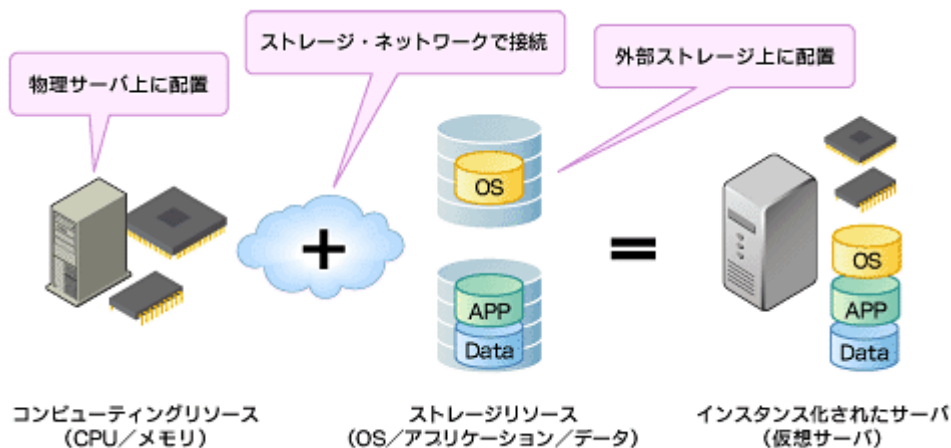 ストレージ・ネットワークで接続
物理サーバ上に配置
外部ストレージ上に配置
OS
APP
Data
+
=
OS
APP
Data
コンピューティングリソース
（CPU／メモリ）
ストレージリソース
（OS／アプリケーション／データ）
インスタンス化されたサーバ
（仮想サーバ）